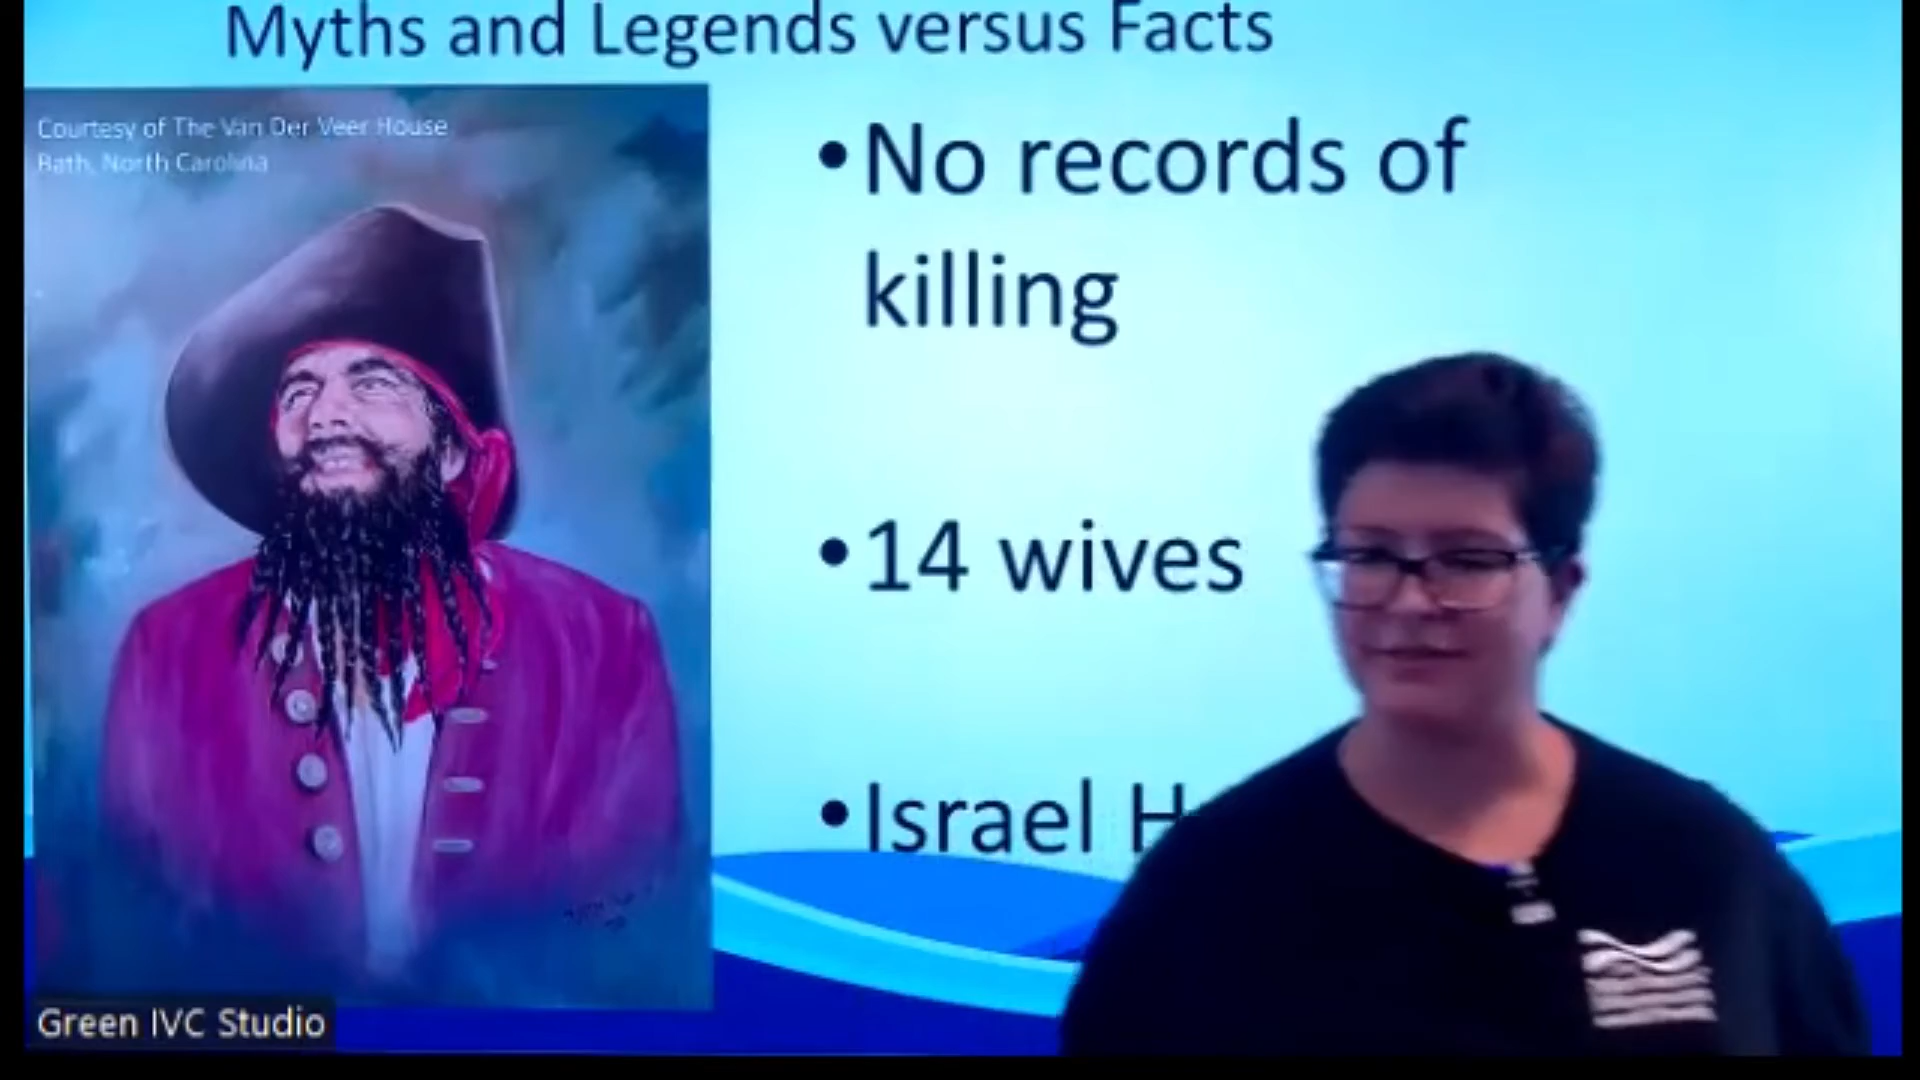 Myths and Legends versus Facts
Courtesy of The Van Der Veer House
Bath, North Carolina
•No records of
killing
•14 wives
•Israel H
Green IVC Studio